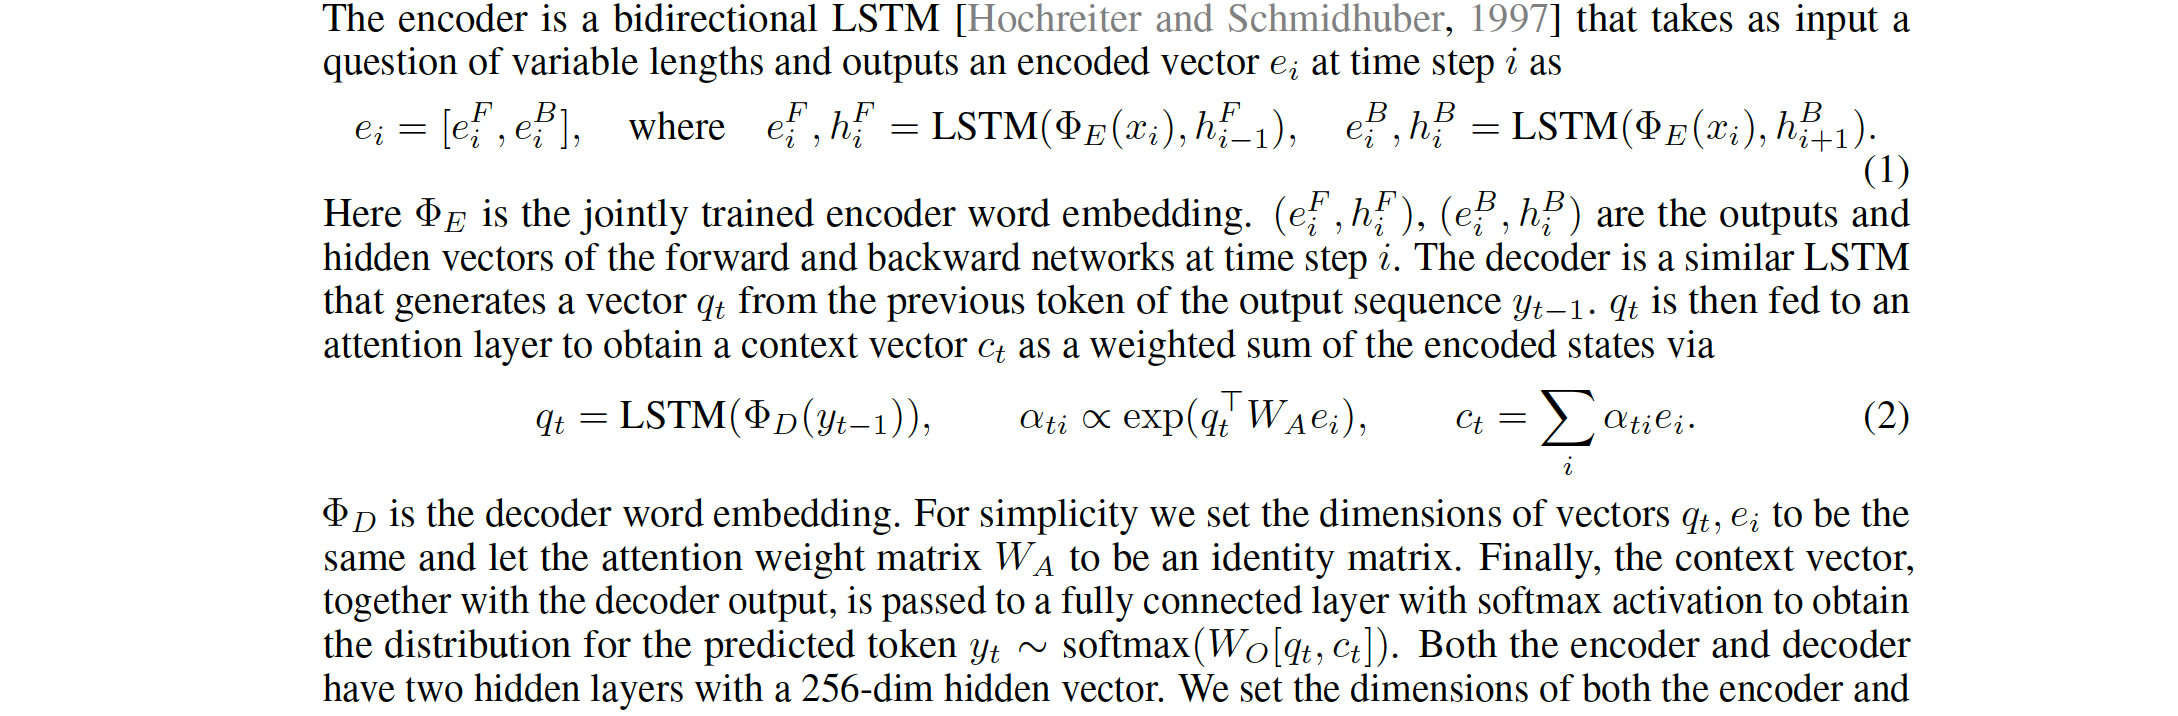 The encoder is a bidirectional LSTM [Hochreiter and Schmidhuber, 1997] that takes as input a
question of variable lengths and outputs an encoded vector $e_i$ at time step $i$ as
$e_i = [e_i^F, e_i^B], \quad \text{where} \quad e_i^F, h_i^F = \text{LSTM}(\Phi_E(x_i), h_{i-1}^F), \quad e_i^B, h_i^B = \text{LSTM}(\Phi_E(x_i), h_{i+1}^B).$
(1)
Here $\Phi_E$ is the jointly trained encoder word embedding. $(e_i^F, h_i^F)$, $(e_i^B, h_i^B)$ are the outputs and
hidden vectors of the forward and backward networks at time step $i$. The decoder is a similar LSTM
that generates a vector $q_t$ from the previous token of the output sequence $y_{t-1}$. $q_t$ is then fed to an
attention layer to obtain a context vector $c_t$ as a weighted sum of the encoded states via
$q_t = \text{LSTM}(\Phi_D(y_{t-1})), \qquad \alpha_{ti} \propto \exp(q_t^\top W_A e_i), \qquad c_t = \sum_i \alpha_{ti} e_i.$ (2)
$\Phi_D$ is the decoder word embedding. For simplicity we set the dimensions of vectors $q_t, e_i$ to be the
same and let the attention weight matrix $W_A$ to be an identity matrix. Finally, the context vector,
together with the decoder output, is passed to a fully connected layer with softmax activation to obtain
the distribution for the predicted token $y_t \sim \text{softmax}(W_O[q_t, c_t])$. Both the encoder and decoder
have two hidden layers with a 256-dim hidden vector. We set the dimensions of both the encoder and